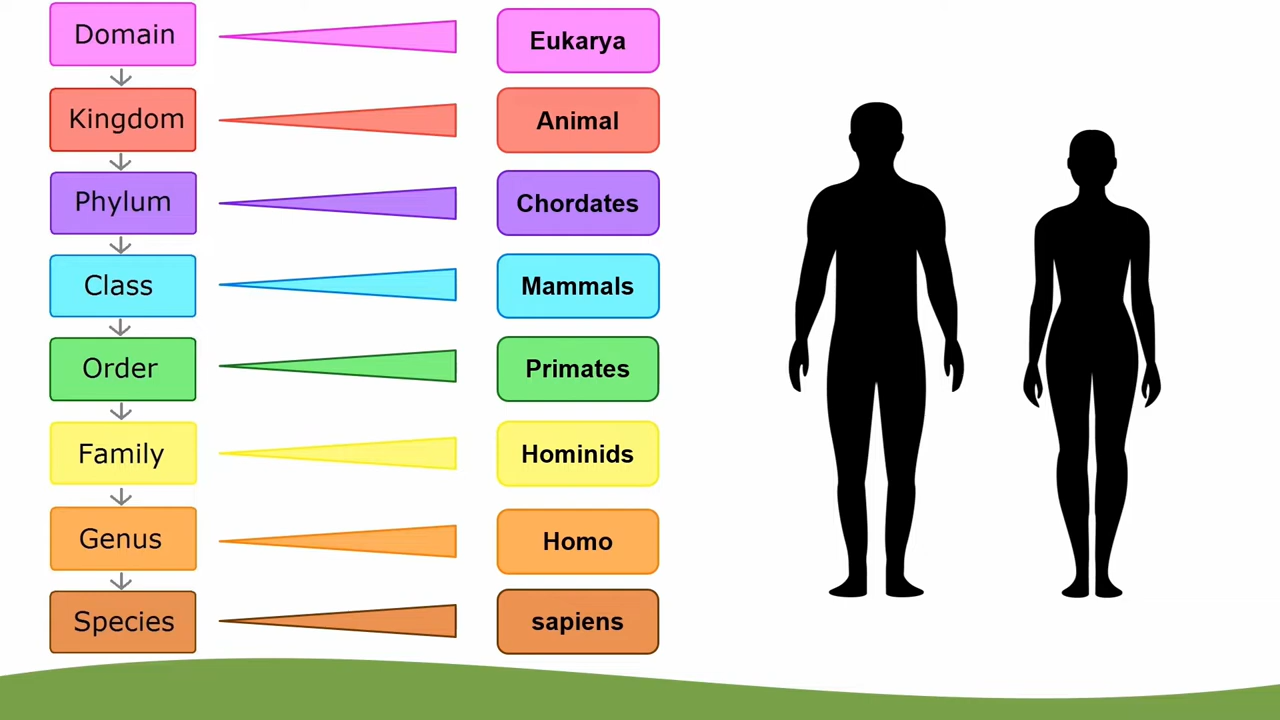 Domain
Eukarya
Kingdom
Animal
Phylum
Chordates
Class
Mammals
Order
Primates
Family
Hominids
Genus
Homo
Species
sapiens